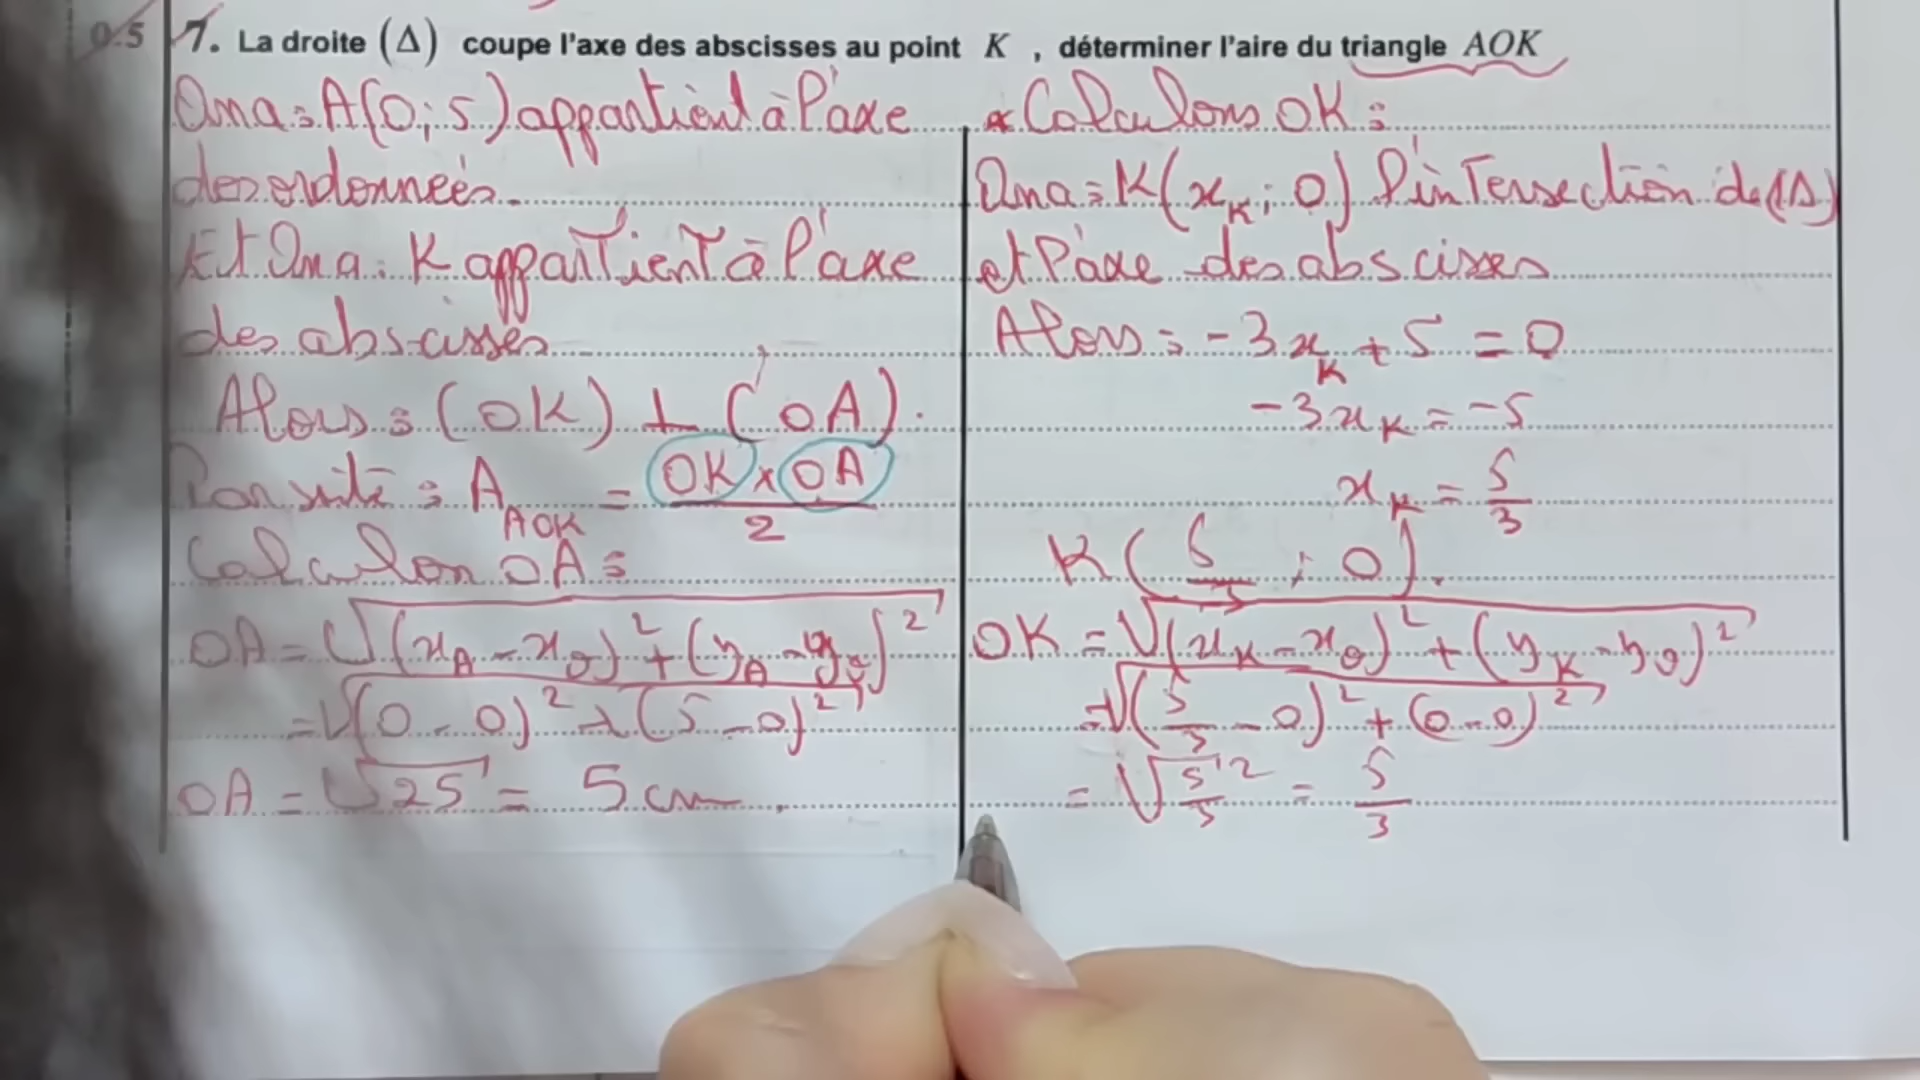 0.5 7. La droite (Δ) coupe l'axe des abscisses au point K , déterminer l'aire du triangle AOK
Ona: A(0; 5) appartient à l'axe
des ordonnées.
Et Ona: K appartient à l'axe
des abscisses
Alors: (OK) ⊥ (OA).
Par suite: A_AOK = OK × OA / 2
Calculon OA:
OA = √((x_A - x_O)² + (y_A - y_O)²)
= √((0 - 0)² + (5 - 0)²)
OA = √25 = 5 cm.
* Calculons OK:
Ona: K(x_K; 0) l'intersection de (Δ)
et l'axe des abscisses
Alors: -3x_K + 5 = 0
-3x_K = -5
x_K = 5/3
K(5/3 ; 0).
OK = √((x_K - x_O)² + (y_K - y_O)²)
= √((5/3 - 0)² + (0 - 0)²)
= √(5/3)² = 5/3